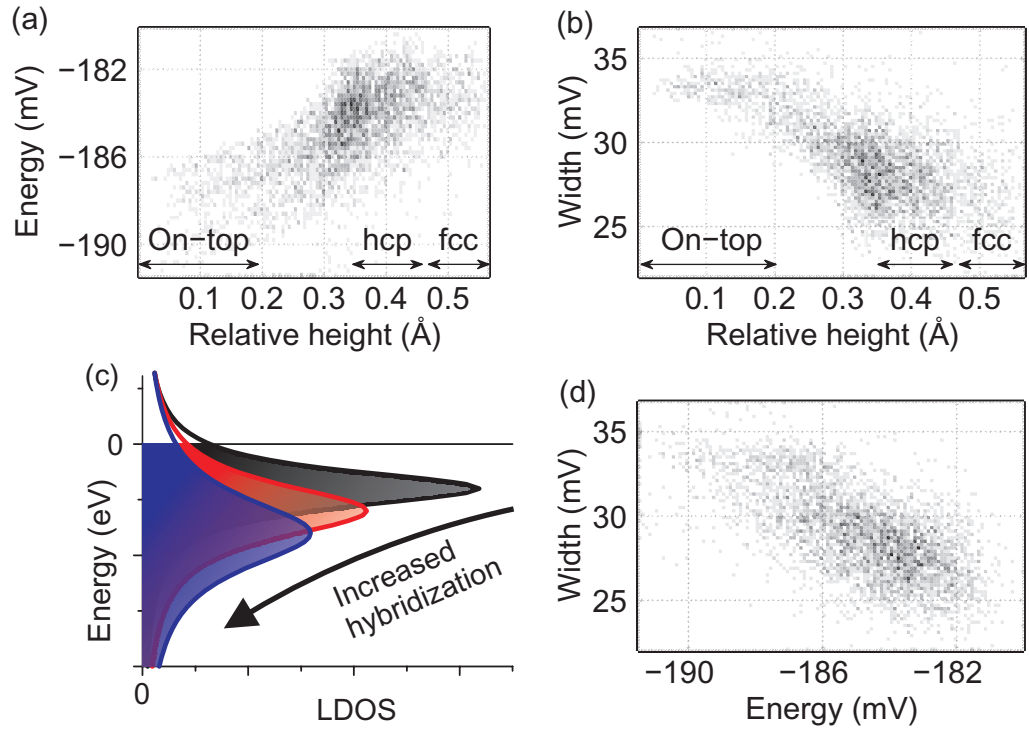 (a)
Energy (mV)
−182
−186
−190
On−top
hcp
fcc
0.1 0.2 0.3 0.4 0.5
Relative height (Å)
(b)
Width (mV)
35
30
25
On−top
hcp
fcc
0.1 0.2 0.3 0.4 0.5
Relative height (Å)
(c)
Energy (eV)
0
Increased
hybridization
0
LDOS
(d)
Width (mV)
35
30
25
−190 −186 −182
Energy (mV)